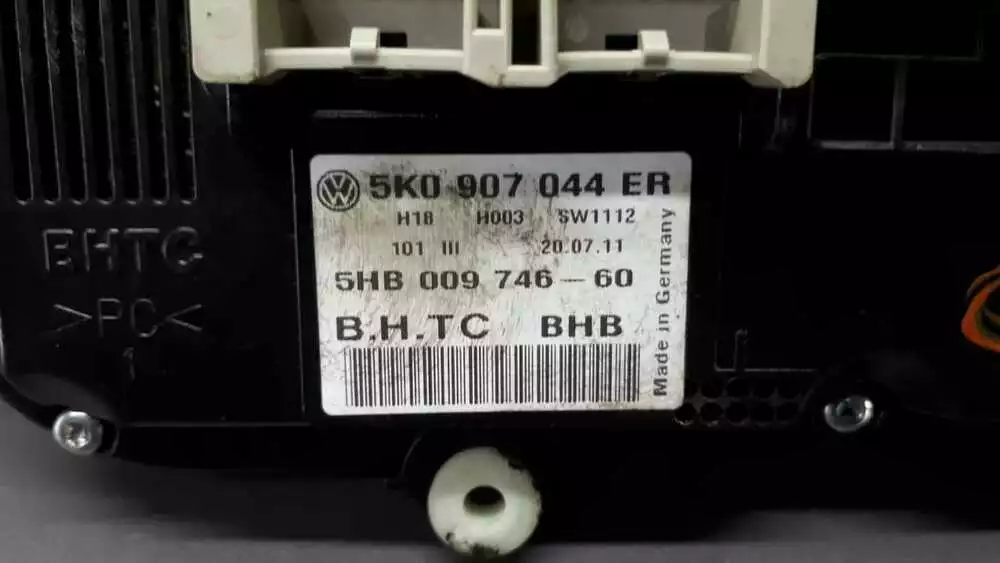 BHTC
>PC<
1
VW 5K0 907 044 ER
H18 H003 SW1112
101 III 20.07.11
5HB 009 746-60
B.H.TC BHB
Made in Germany